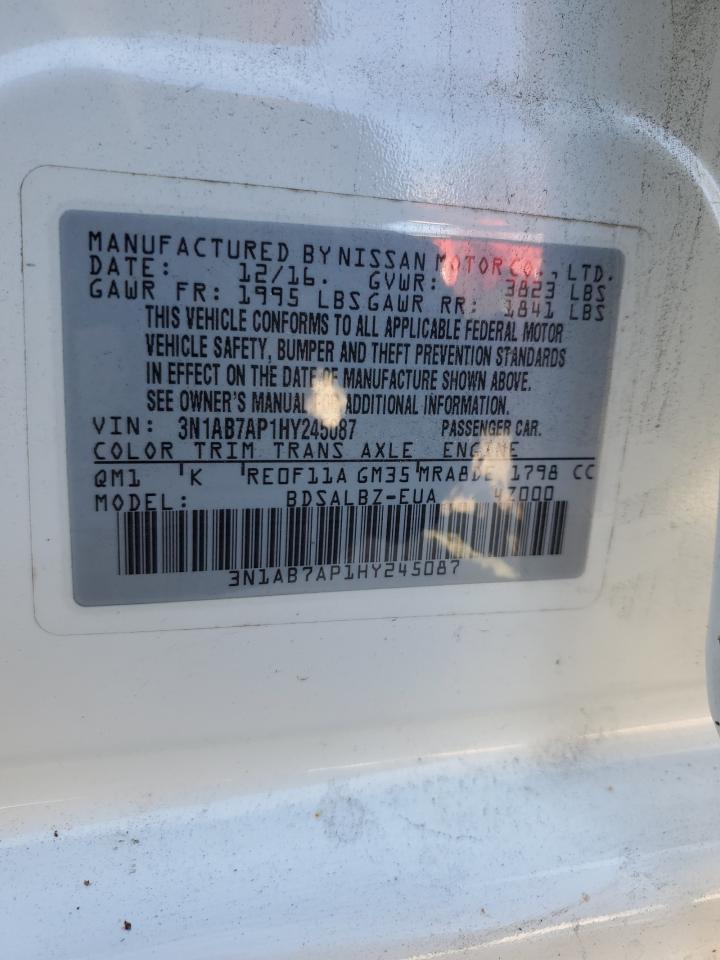 MANUFACTURED BY NISSAN MOTOR CO., LTD.
DATE: 12/16. GVWR: 3823 LBS
GAWR FR: 1995 LBS GAWR RR: 1841 LBS
THIS VEHICLE CONFORMS TO ALL APPLICABLE FEDERAL MOTOR
VEHICLE SAFETY, BUMPER AND THEFT PREVENTION STANDARDS
IN EFFECT ON THE DATE OF MANUFACTURE SHOWN ABOVE.
SEE OWNER'S MANUAL FOR ADDITIONAL INFORMATION.
VIN: 3N1AB7AP1HY245087 PASSENGER CAR.
COLOR TRIM TRANS AXLE ENGINE
QM1 K RE0F11A GM35 MRA8DE 1798 CC
MODEL: BDSALBZ-EUA 47000
3N1AB7AP1HY245087